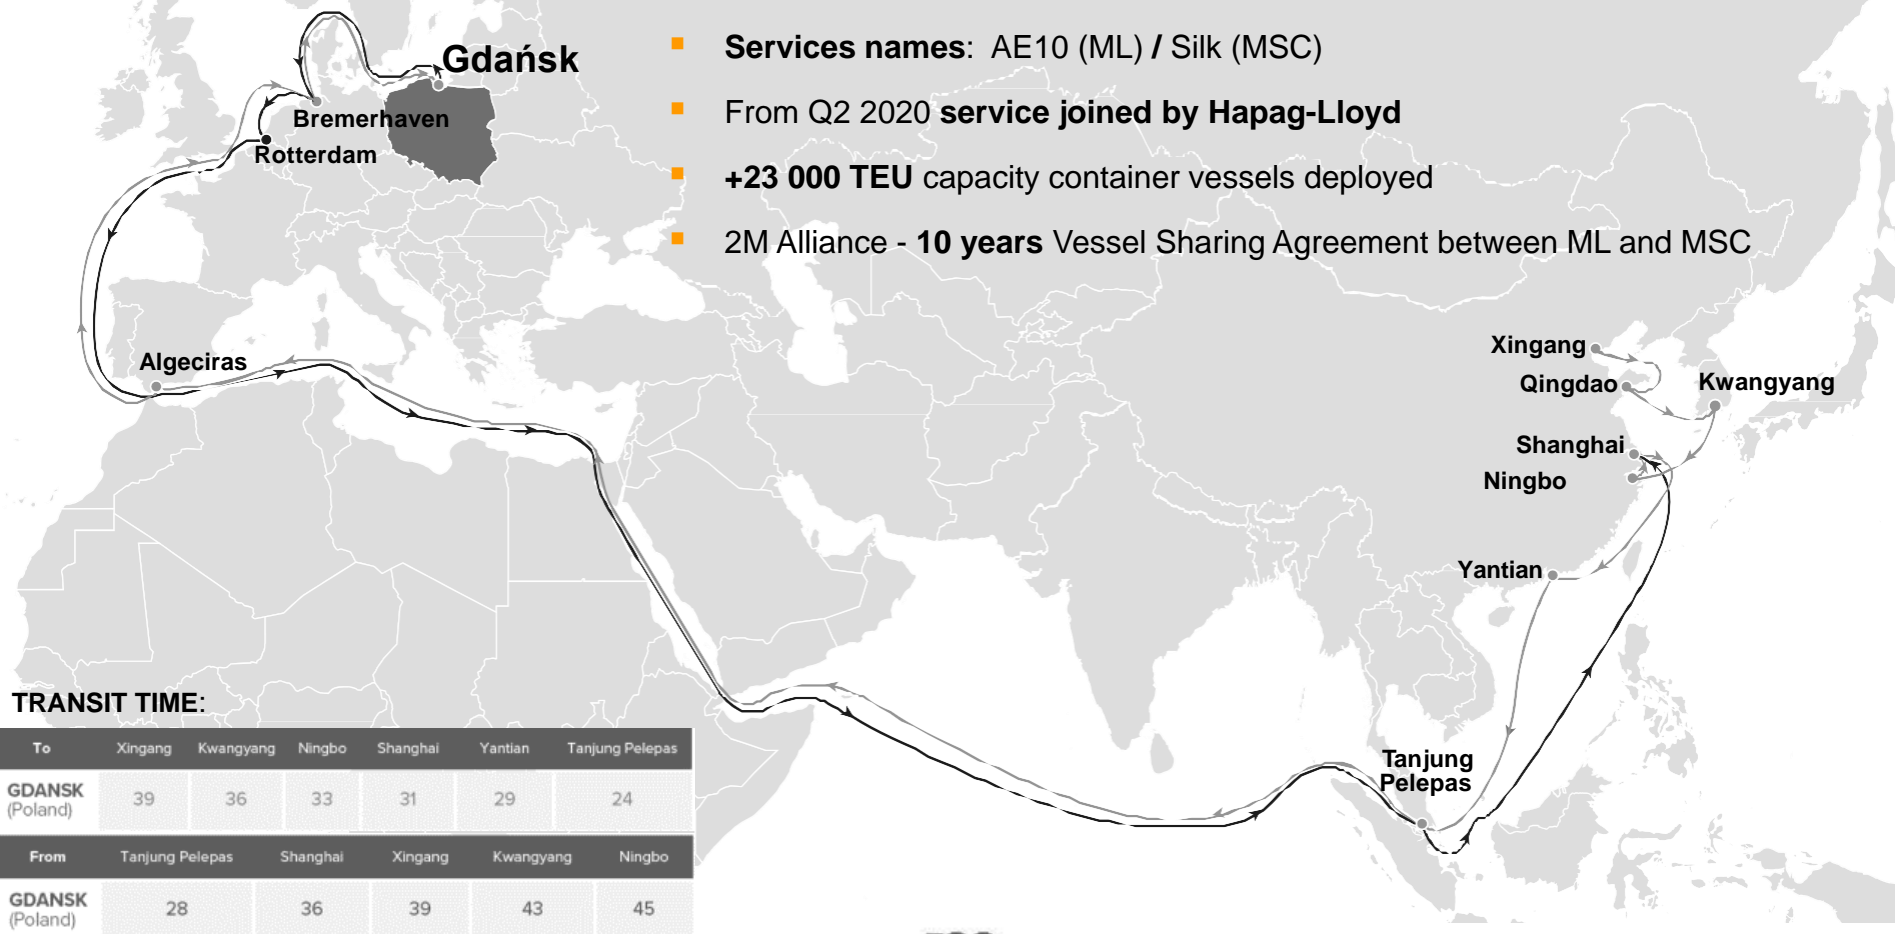 Gdańsk
Bremerhaven
Rotterdam
Algeciras
▪ Services names: AE10 (ML) / Silk (MSC)
▪ From Q2 2020 service joined by Hapag-Lloyd
▪ +23 000 TEU capacity container vessels deployed
▪ 2M Alliance - 10 years Vessel Sharing Agreement between ML and MSC
Xingang
Qingdao
Kwangyang
Shanghai
Ningbo
Yantian
Tanjung
Pelepas
TRANSIT TIME:
To Xingang Kwangyang Ningbo Shanghai Yantian Tanjung Pelepas
GDANSK
(Poland) 39 36 33 31 29 24
From Tanjung Pelepas Shanghai Xingang Kwangyang Ningbo
GDANSK
(Poland) 28 36 39 43 45